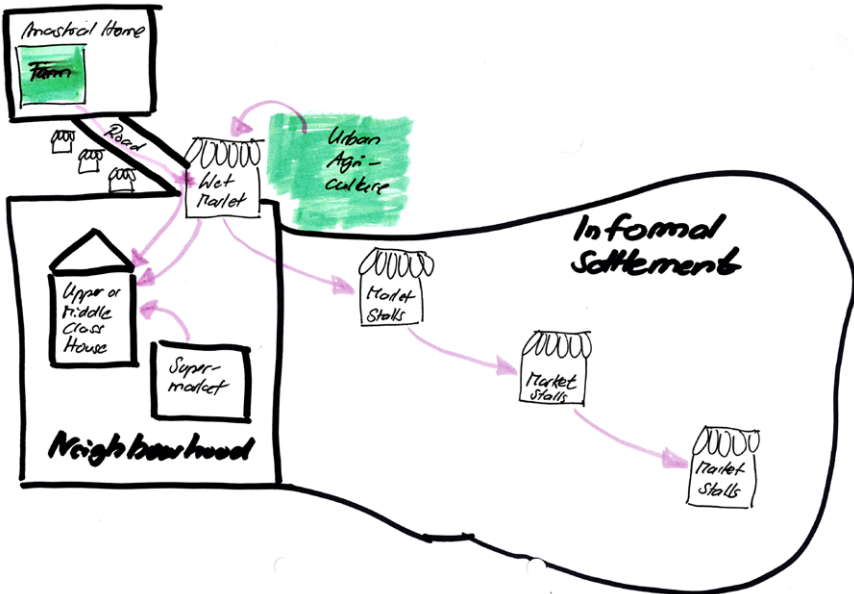 Anastral Home
Farm
Road
Wet
Market
Urban
Agri-
culture
Informal
Settlement
Market
Stalls
Upper or
Middle
Class
House
Super-
market
Market
Stalls
Neighbourhood
Market
Stalls